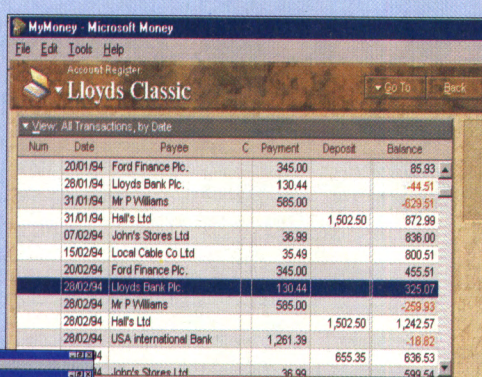 MyMoney - Microsoft Money
File Edit Tools Help
Account Register
Lloyds Classic
Go To Back
View: All Transactions, by Date
Num Date Payee C Payment Deposit Balance
20/01/94 Ford Finance Plc. 345.00 85.93
28/01/94 Lloyds Bank Plc. 130.44 -44.51
31/01/94 Mr P Williams 585.00 -629.51
31/01/94 Hall's Ltd 1,502.50 872.99
07/02/94 John's Stores Ltd 36.99 836.00
15/02/94 Local Cable Co Ltd 35.49 800.51
20/02/94 Ford Finance Plc. 345.00 455.51
28/02/94 Lloyds Bank Plc. 130.44 325.07
28/02/94 Mr P Williams 585.00 -259.93
28/02/94 Hall's Ltd 1,502.50 1,242.57
28/02/94 USA international Bank 1,261.39 -18.82
655.35 636.53
John's Stores Ltd 36.99 599.54